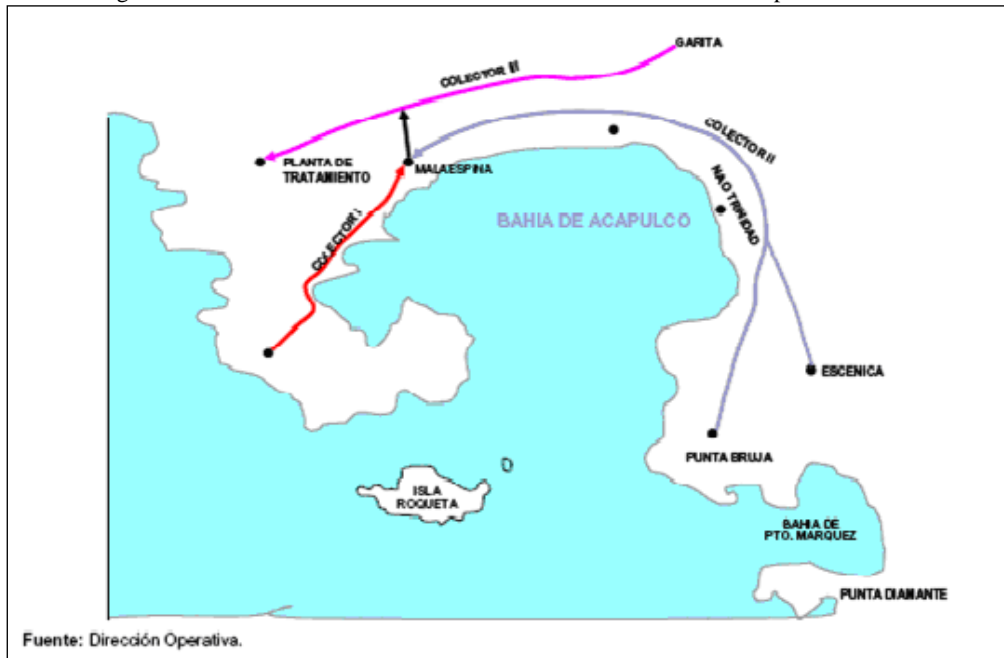 GARITA
COLECTOR III
COLECTOR II
PLANTA DE
TRATAMIENTO
MALAESPINA
NAO TRINIDAD
COLECTOR I
BAHIA DE ACAPULCO
ESCENICA
PUNTA BRUJA
ISLA
ROQUETA
BAHIA DE
PTO. MARQUEZ
PUNTA DIAMANTE
Fuente: Dirección Operativa.